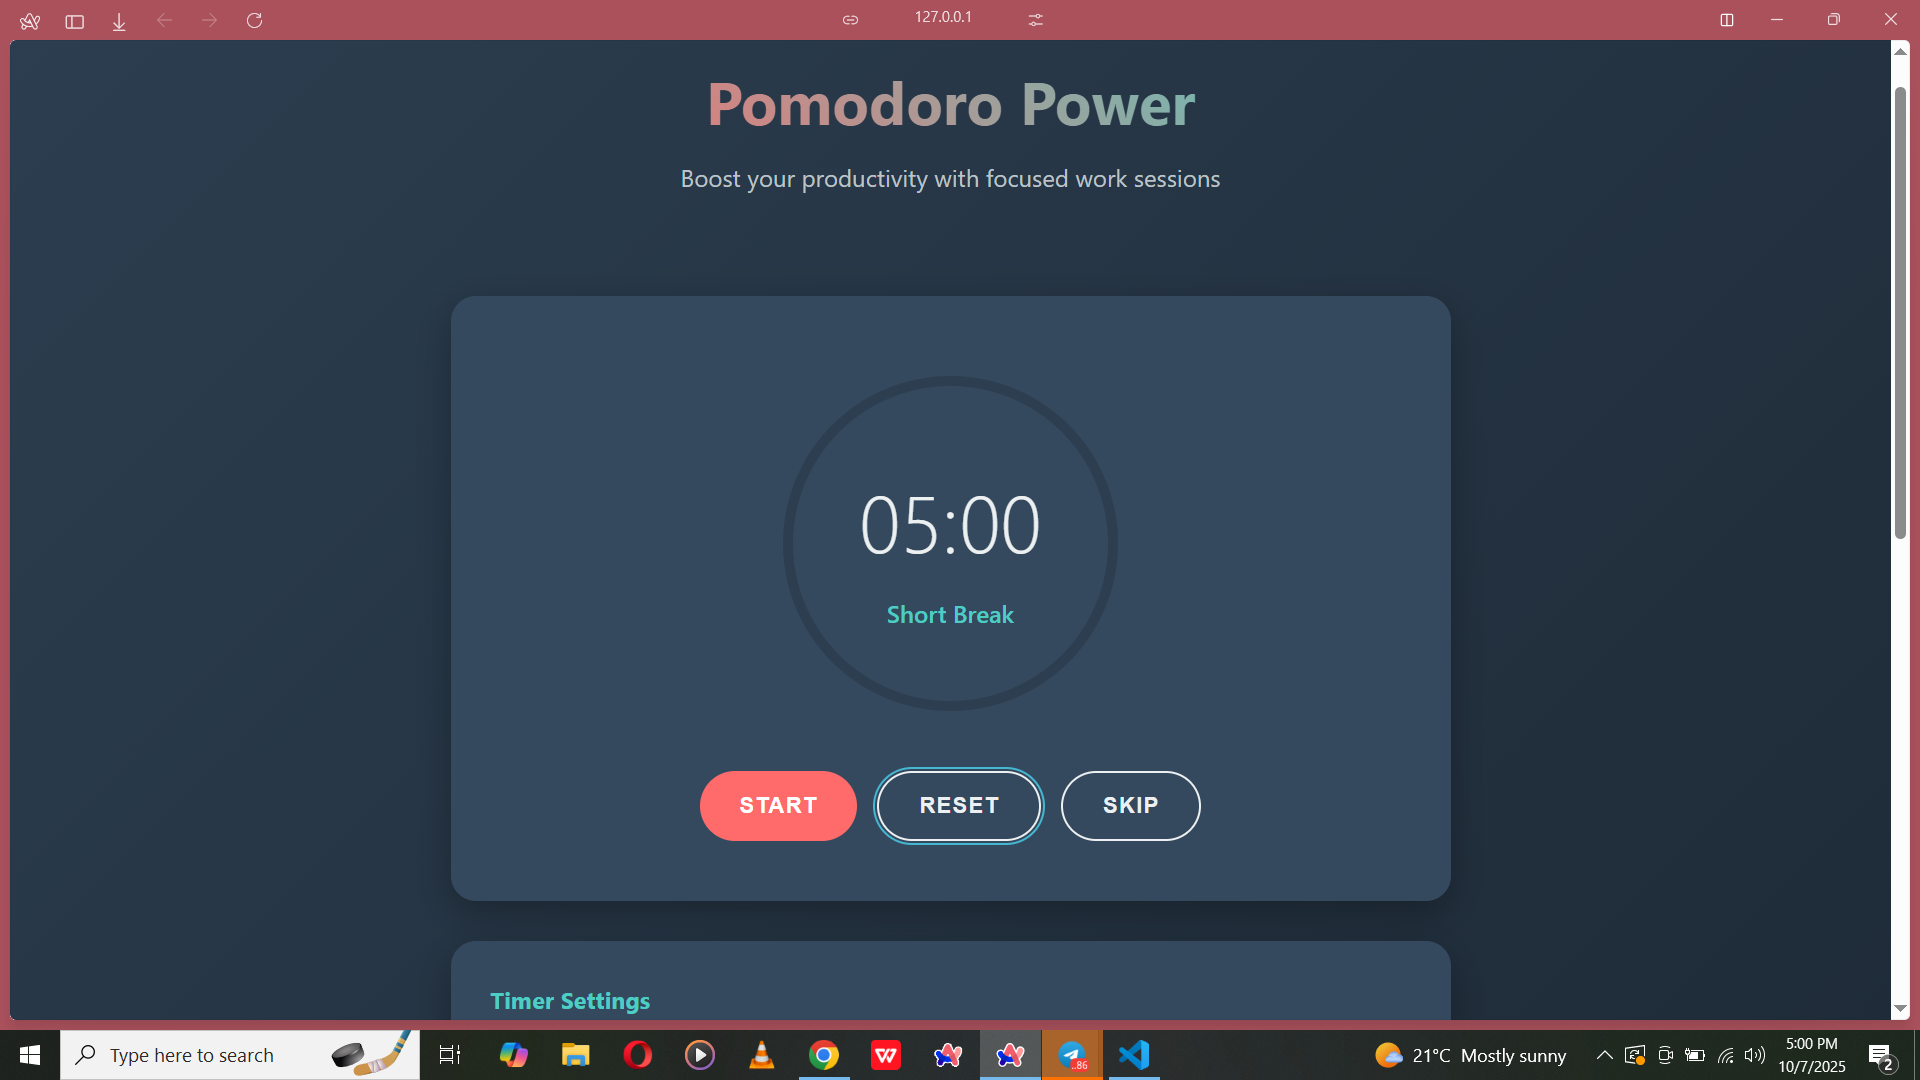 127.0.0.1
Pomodoro Power
Boost your productivity with focused work sessions
05:00
Short Break
START
RESET
SKIP
Timer Settings
Type here to search
W
..86
21°C Mostly sunny
5:00 PM
10/7/2025
2